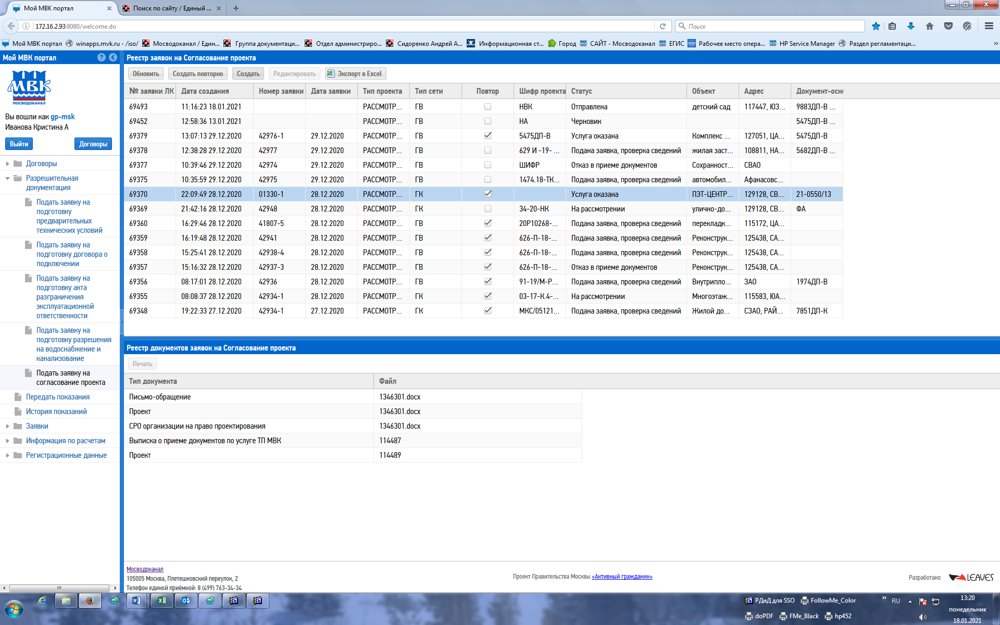 Мой МВК портал
Поиск по сайту / Единый ...
172.16.2.93:8080/welcome.do
Поиск
Мой МВК портал winapps.mvk.ru - /iso/ Мосводоканал / Един... Группа документаци... Отдел администриро... Сидоренко Андрей А... Информационная ст... Город САЙТ - Мосводоканал ЕГИС Рабочее место опера... HP Service Manager Раздел регламентаци... »
Мой МВК портал
МВК
МОСВОДОКАНАЛ
Вы вошли как gp-msk
Иванова Кристина А
Выйти Договоры
Договоры
Разрешительная
документация
Подать заявку на
подготовку
предварительных
технических условий
Подать заявку на
подготовку договора о
подключении
Подать заявку на
подготовку акта
разграничения
эксплуатационной
ответственности
Подать заявку на
подготовку разрешения
на водоснабжение и
канализование
Подать заявку на
согласование проекта
Передать показания
История показаний
Заявки
Информация по расчетам
Регистрационные данные
Реестр заявок на Согласование проекта
Обновить Создать повторно Создать Редактировать Экспорт в Excel
№ заявки ЛК Дата создания Номер заявки Дата заявки Тип проекта Тип сети Повтор Шифр проекта Статус Объект Адрес Документ-осн
69493 11:16:23 18.01.2021 РАССМОТР... ГВ НВК Отправлена детский сад 117447, ЮЗ... 9883ДП-В ...
69452 12:58:36 13.01.2021 РАССМОТР... ГВ НА Черновик 5475ДП-В ...
69379 13:07:13 29.12.2020 42976-1 29.12.2020 РАССМОТР... ГВ 5475ДП-В Услуга оказана Комплекс ... 127051, ЦА... 5475ДП-В
69378 12:38:28 29.12.2020 42977 29.12.2020 РАССМОТР... ГВ 629 И -19- ... Подана заявка, проверка сведений жилая заст... 108811, НА... 5682ДП-В ...
69377 10:39:46 29.12.2020 42974 29.12.2020 РАССМОТР... ГВ ШИФР Отказ в приеме документов Сохранност... СВАО
69375 10:35:59 29.12.2020 42975 29.12.2020 РАССМОТР... ГВ 1474.18-ТК... Подана заявка, проверка сведений автомобил... Афанасовс...
69370 22:09:49 28.12.2020 01330-1 28.12.2020 РАССМОТР... ГК Услуга оказана ПЭТ-ЦЕНТР... 129128, СВ... 21-0550/13
69369 21:42:16 28.12.2020 42948 28.12.2020 РАССМОТР... ГК 34-20-НК На рассмотрении улично-до... 129128, СВ... ФА
69360 16:29:46 28.12.2020 41807-5 28.12.2020 РАССМОТР... ГВ 20Р10268-... Подана заявка, проверка сведений перекладк... 115172, ЦА...
69359 16:19:48 28.12.2020 42941 28.12.2020 РАССМОТР... ГВ 626-П-18-... Подана заявка, проверка сведений Реконструк... 125438, СА...
69358 15:25:41 28.12.2020 42938-4 28.12.2020 РАССМОТР... ГВ 626-П-18-... Подана заявка, проверка сведений Реконструк... 125438, СА...
69357 15:16:32 28.12.2020 42937-3 28.12.2020 РАССМОТР... ГВ 626-П-18-... Отказ в приеме документов Реконструк... 125438, СА...
69356 08:17:01 28.12.2020 42936 28.12.2020 РАССМОТР... ГВ 91-19/М-Р... Подана заявка, проверка сведений Внутрипло... ЗАО 1974ДП-В
69355 08:08:37 28.12.2020 42934-1 28.12.2020 РАССМОТР... ГК 03-17-К.4-... На рассмотрении Многоэтаж... 115583, ЮА...
69348 19:22:33 27.12.2020 42934-1 27.12.2020 РАССМОТР... ГК МКС/05121... Подана заявка, проверка сведений Жилой до... СЗАО, РАЙ... 7851ДП-К
Реестр документов заявок на Согласование проекта
Печать
Тип документа Файл
Письмо-обращение 1346301.docx
Проект 1346301.docx
СРО организации на право проектирования 1346301.docx
Выписка о приеме документов по услуге ТП МВК 114487
Проект 114489
Мосводоканал
105005 Москва, Плетешковский переулок, 2
Телефон единой приёмной: 8 (499) 763-34-34
Проект Правительства Москвы «Активный гражданин»
Разработано LEAVES
РДиД для SSO FollowMe_Color » RU
doPDF FMe_Black hp452
13:20
понедельник
18.01.2021